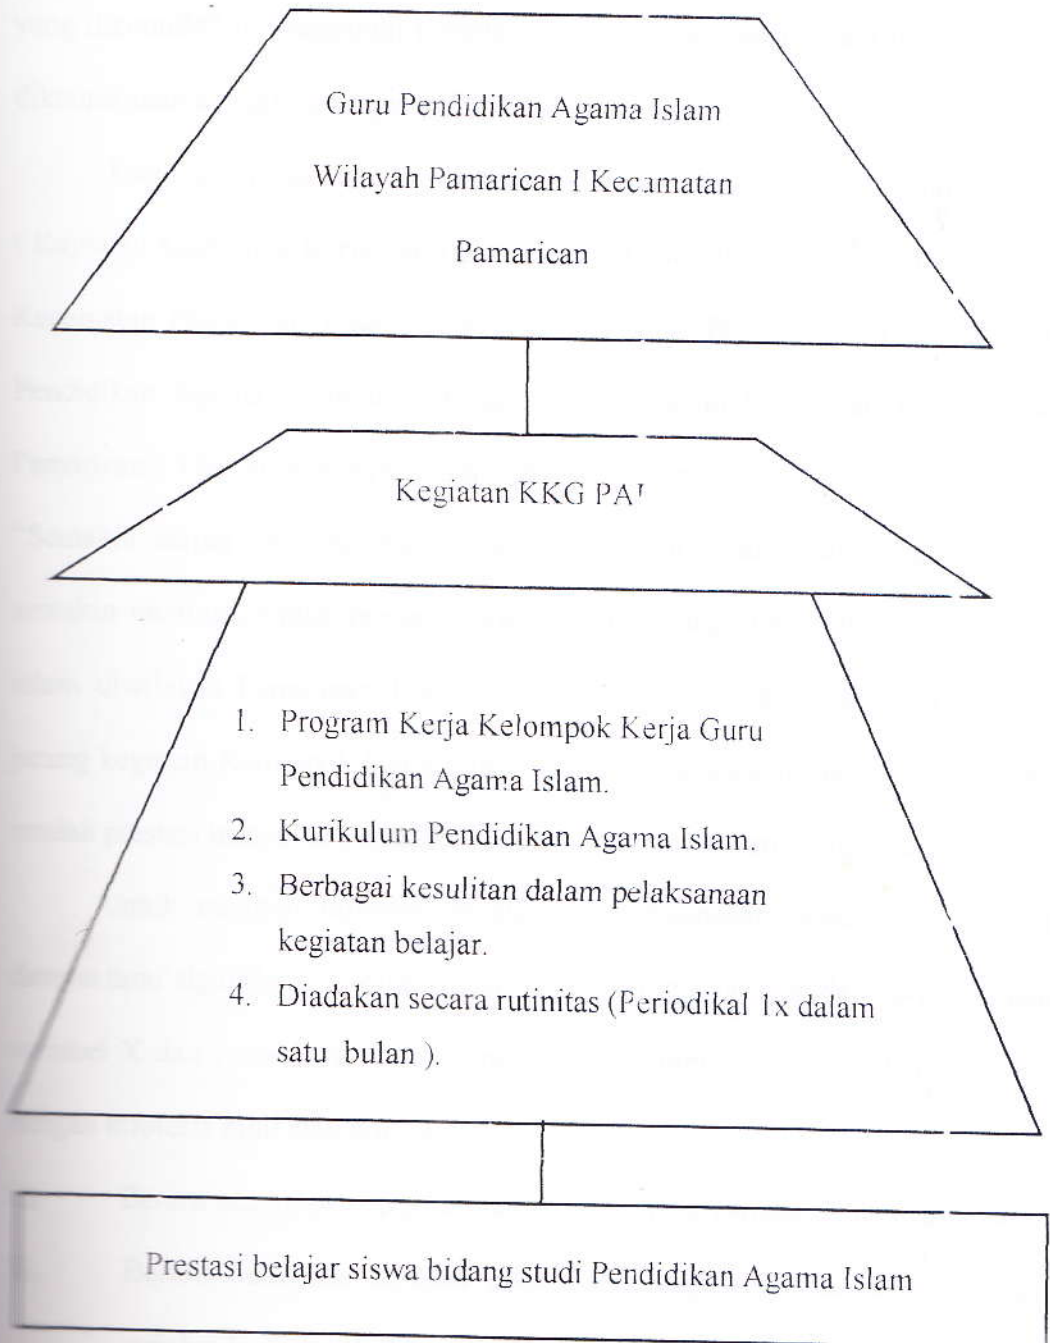 Guru Pendidikan Agama Islam
Wilayah Pamarican I Kecamatan
Pamarican
Kegiatan KKG PAI
1. Program Kerja Kelompok Kerja Guru
Pendidikan Agama Islam.
2. Kurikulum Pendidikan Agama Islam.
3. Berbagai kesulitan dalam pelaksanaan
kegiatan belajar.
4. Diadakan secara rutinitas (Periodikal 1x dalam
satu bulan ).
Prestasi belajar siswa bidang studi Pendidikan Agama Islam